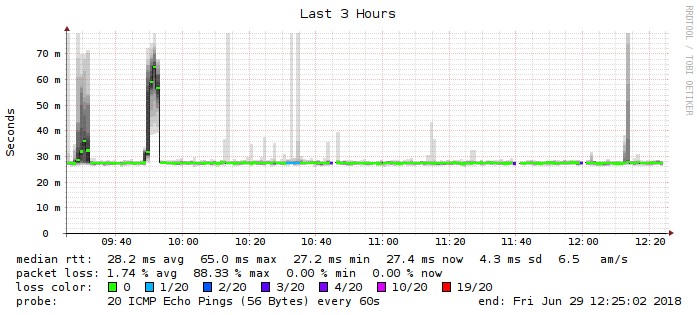 Last 3 Hours
RRDTOOL / TOBI OETIKER
Seconds
70 m
60 m
50 m
40 m
30 m
20 m
10 m
0
09:40 10:00 10:20 10:40 11:00 11:20 11:40 12:00 12:20
median rtt: 28.2 ms avg 65.0 ms max 27.2 ms min 27.4 ms now 4.3 ms sd 6.5 am/s
packet loss: 1.74 % avg 88.33 % max 0.00 % min 0.00 % now
loss color: 0 1/20 2/20 3/20 4/20 10/20 19/20
probe: 20 ICMP Echo Pings (56 Bytes) every 60s end: Fri Jun 29 12:25:02 2018